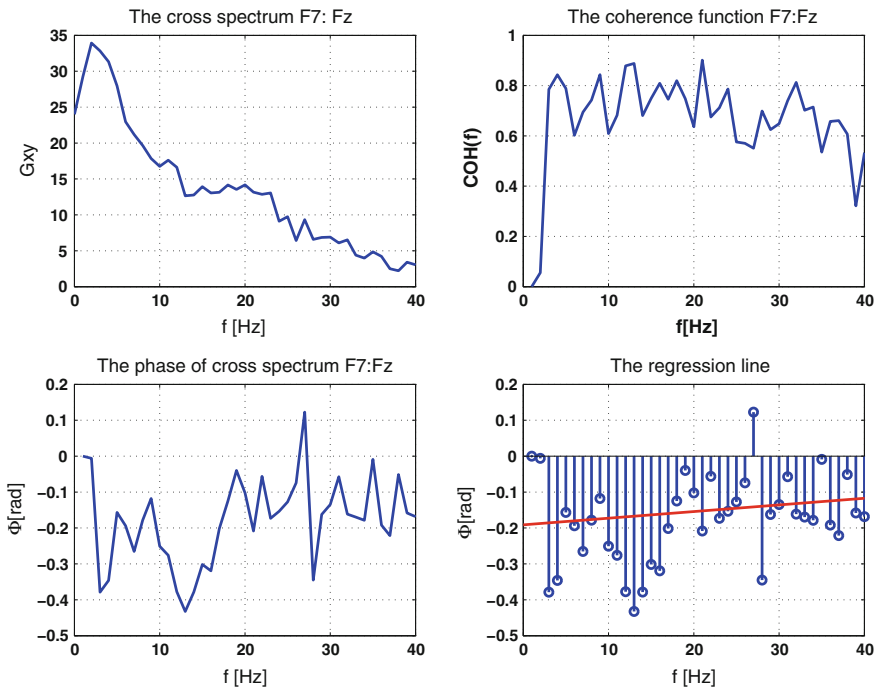 The cross spectrum F7: Fz
35
30
25
20
15
10
5
0
Gxy
0 10 20 30 40
f [Hz]
The coherence function F7:Fz
1
0.8
0.6
0.4
0.2
0
COH(f)
0 10 20 30 40
f[Hz]
The phase of cross spectrum F7:Fz
0.2
0.1
0
−0.1
−0.2
−0.3
−0.4
−0.5
Φ[rad]
0 10 20 30 40
f [Hz]
The regression line
0.2
0.1
0
−0.1
−0.2
−0.3
−0.4
−0.5
Φ[rad]
0 10 20 30 40
f [Hz]